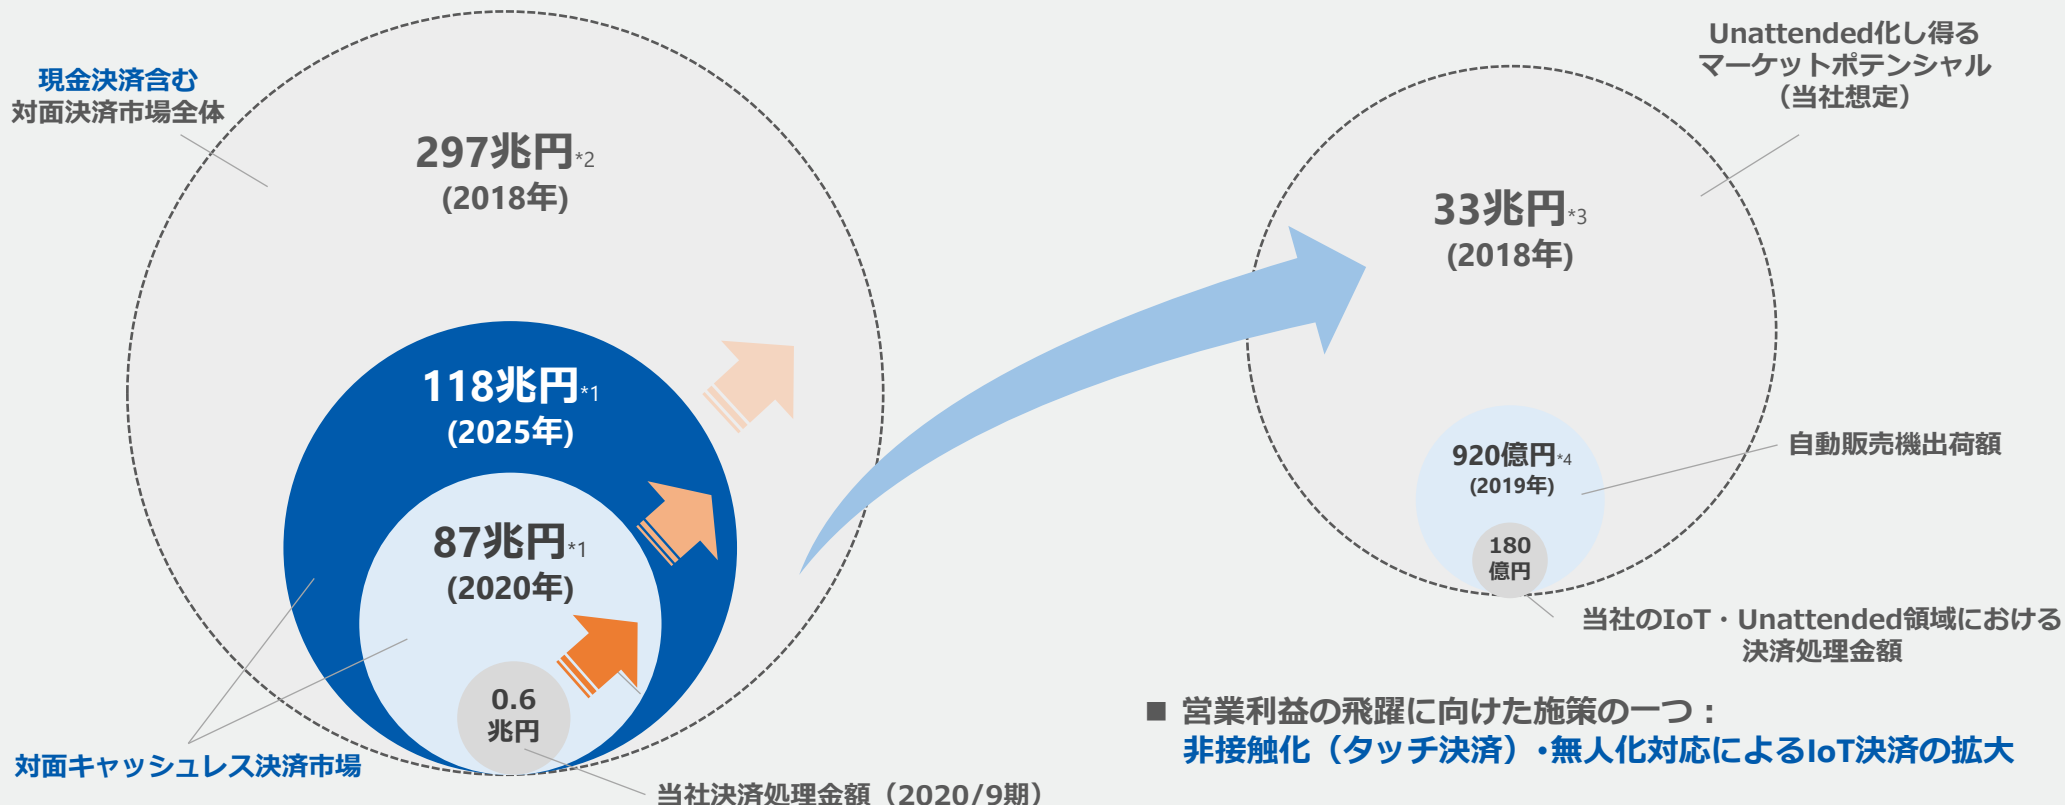 現金決済含む
対面決済市場全体
297兆円*2
(2018年)
118兆円*1
(2025年)
87兆円*1
(2020年)
0.6
兆円
対面キャッシュレス決済市場
当社決済処理金額（2020/9期）
Unattended化し得る
マーケットポテンシャル
（当社想定）
33兆円*3
(2018年)
920億円*4
(2019年)
自動販売機出荷額
180
億円
当社のIoT・Unattended領域における
決済処理金額
■ 営業利益の飛躍に向けた施策の一つ：
非接触化（タッチ決済）・無人化対応によるIoT決済の拡大